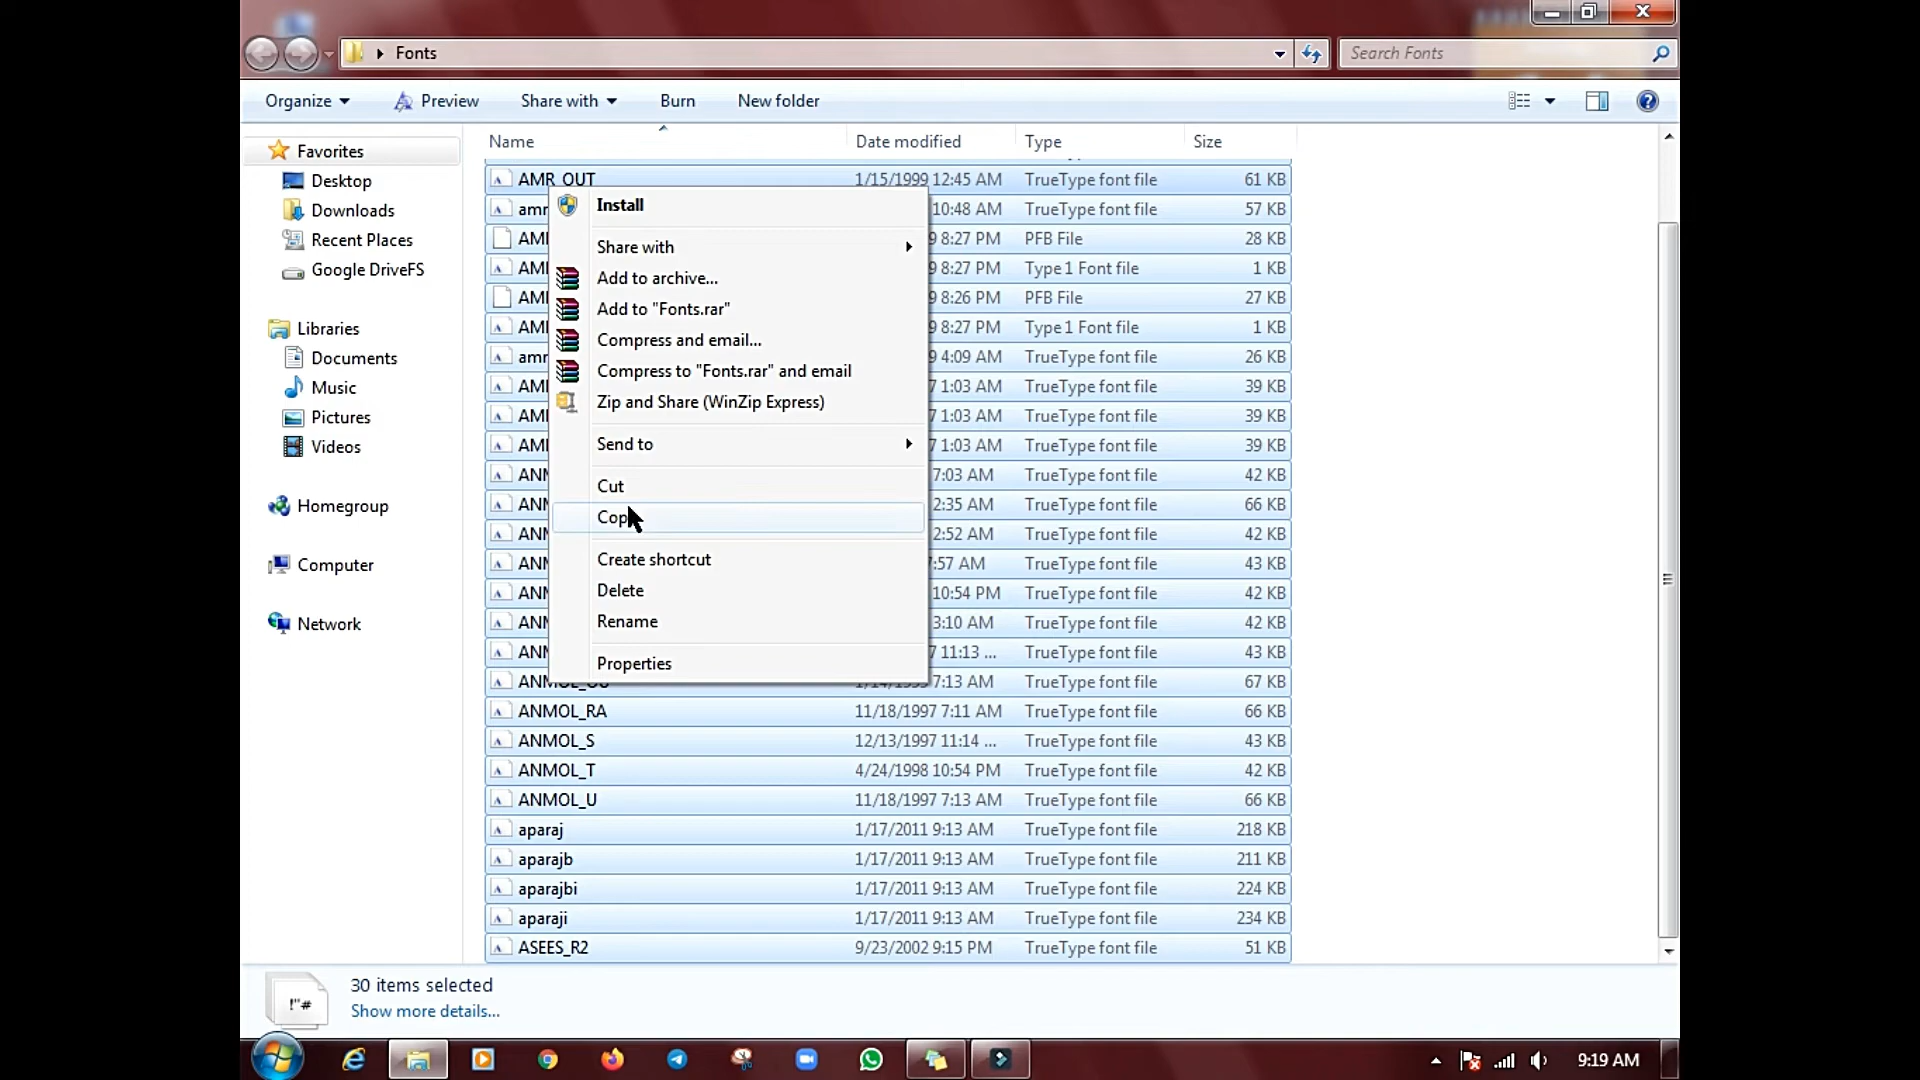 Fonts
Search Fonts
Organize
Preview
Share with
Burn
New folder
Name
Date modified
Type
Size
Favorites
Desktop
Downloads
Recent Places
Google DriveFS
Libraries
Documents
Music
Pictures
Videos
Homegroup
Computer
Network
AMR_OUT 1/15/1999 12:45 AM TrueType font file 61 KB
amr 10:48 AM TrueType font file 57 KB
8:27 PM PFB File 28 KB
8:27 PM Type 1 Font file 1 KB
8:26 PM PFB File 27 KB
8:27 PM Type 1 Font file 1 KB
amr 4:09 AM TrueType font file 26 KB
1:03 AM TrueType font file 39 KB
1:03 AM TrueType font file 39 KB
1:03 AM TrueType font file 39 KB
7:03 AM TrueType font file 42 KB
2:35 AM TrueType font file 66 KB
2:52 AM TrueType font file 42 KB
:57 AM TrueType font file 43 KB
10:54 PM TrueType font file 42 KB
3:10 AM TrueType font file 42 KB
11:13 ... TrueType font file 43 KB
7:13 AM TrueType font file 67 KB
ANMOL_RA 11/18/1997 7:11 AM TrueType font file 66 KB
ANMOL_S 12/13/1997 11:14 ... TrueType font file 43 KB
ANMOL_T 4/24/1998 10:54 PM TrueType font file 42 KB
ANMOL_U 11/18/1997 7:13 AM TrueType font file 66 KB
aparaj 1/17/2011 9:13 AM TrueType font file 218 KB
aparajb 1/17/2011 9:13 AM TrueType font file 211 KB
aparajbi 1/17/2011 9:13 AM TrueType font file 224 KB
aparaji 1/17/2011 9:13 AM TrueType font file 234 KB
ASEES_R2 9/23/2002 9:15 PM TrueType font file 51 KB
Install
Share with
Add to archive...
Add to "Fonts.rar"
Compress and email...
Compress to "Fonts.rar" and email
Zip and Share (WinZip Express)
Send to
Cut
Cop
Create shortcut
Delete
Rename
Properties
!"#
30 items selected
Show more details...
9:19 AM